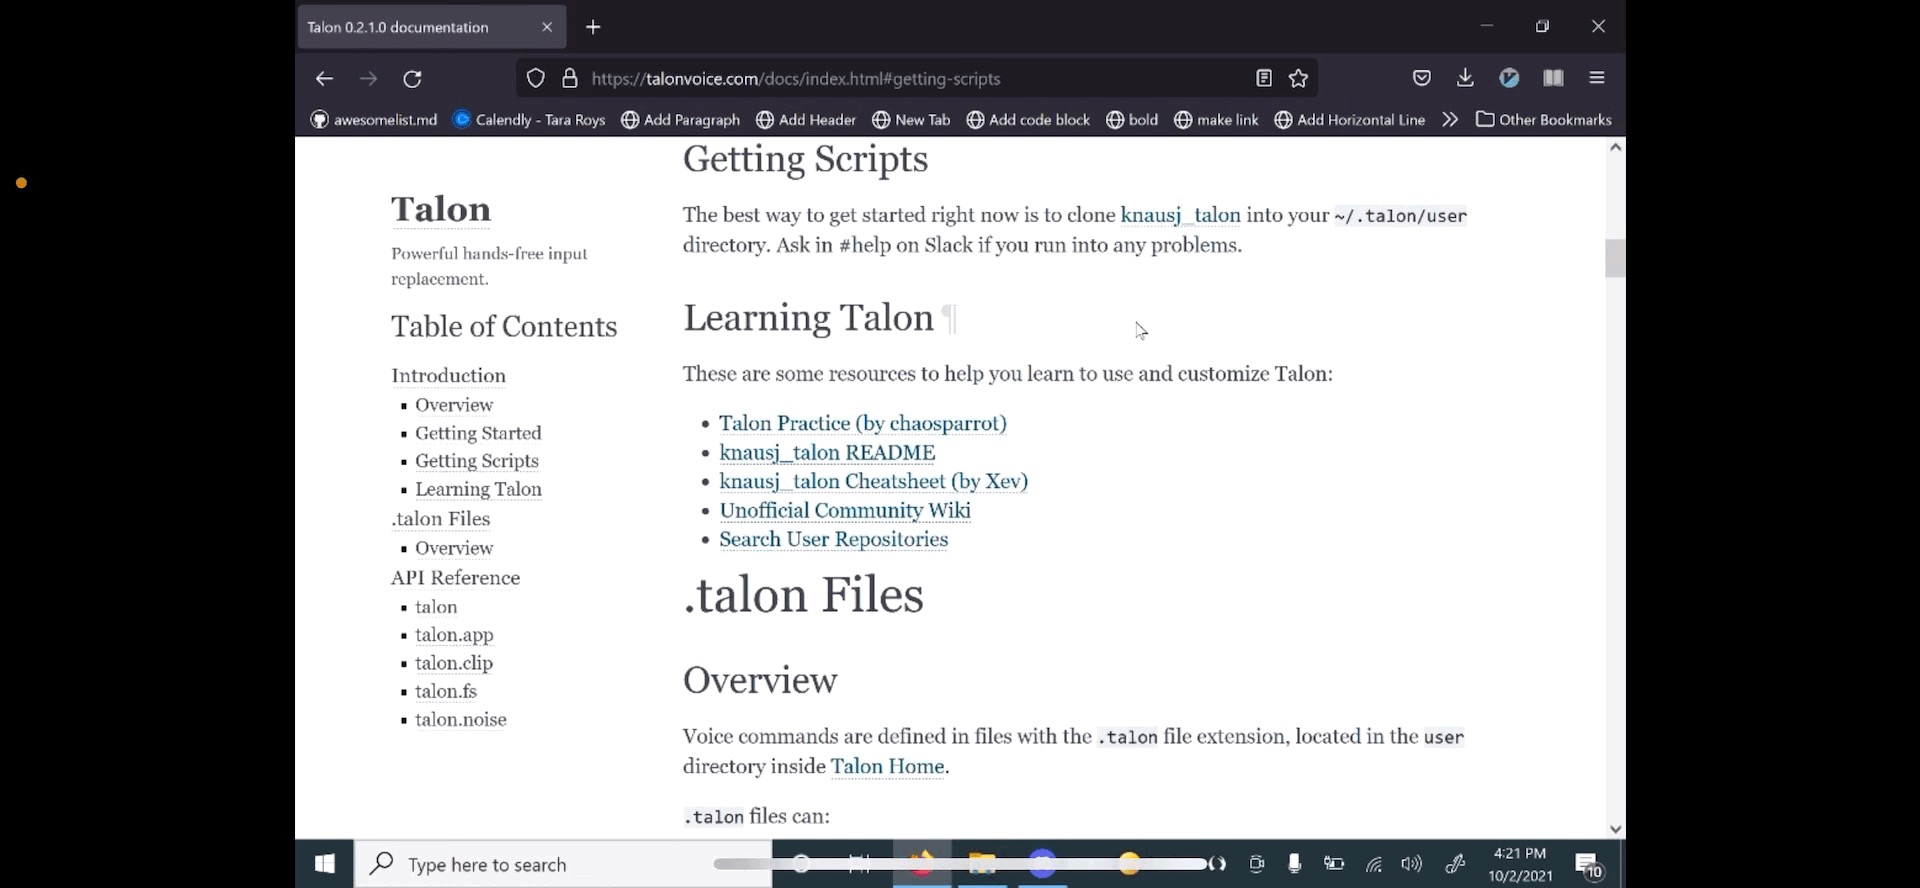 Talon 0.2.1.0 documentation
https://talonvoice.com/docs/index.html#getting-scripts
awesomelist.md Calendly - Tara Roys Add Paragraph Add Header New Tab Add code block bold make link Add Horizontal Line Other Bookmarks
Talon
Powerful hands-free input
replacement.
Table of Contents
Introduction
▪ Overview
▪ Getting Started
▪ Getting Scripts
▪ Learning Talon
.talon Files
▪ Overview
API Reference
▪ talon
▪ talon.app
▪ talon.clip
▪ talon.fs
▪ talon.noise
Getting Scripts
The best way to get started right now is to clone knausj_talon into your ~/.talon/user
directory. Ask in #help on Slack if you run into any problems.
Learning Talon¶
These are some resources to help you learn to use and customize Talon:
• Talon Practice (by chaosparrot)
• knausj_talon README
• knausj_talon Cheatsheet (by Xev)
• Unofficial Community Wiki
• Search User Repositories
.talon Files
Overview
Voice commands are defined in files with the .talon file extension, located in the user
directory inside Talon Home.
.talon files can:
Type here to search
4:21 PM
10/2/2021
10